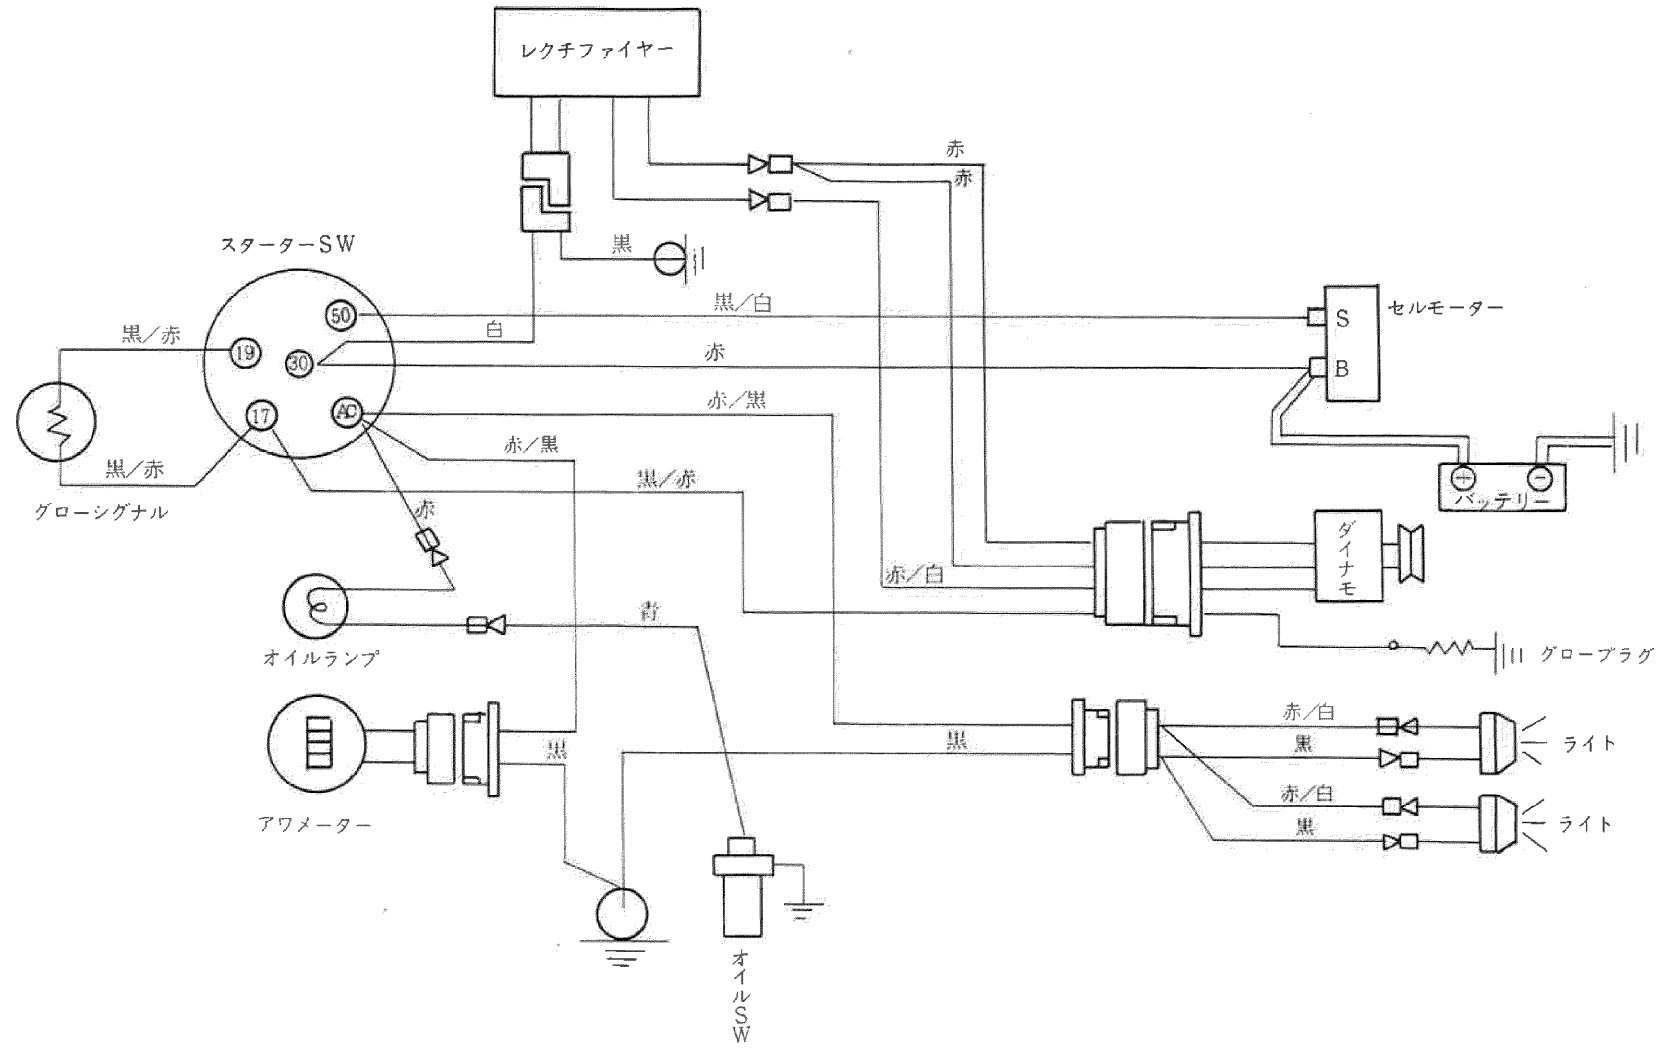 レクチファイヤー
赤
赤
スターターSW
黒
黒/白
セルモーター
S
50
黒/赤
白
19
30
赤
B
赤/黒
17
AC
赤/黒
黒/赤
黒/赤
グローシグナル
赤
+
-
バッテリー
ダイナモ
赤/白
青
オイルランプ
グロープラグ
赤/白
黒
黒
黒
ライト
赤/白
黒
ライト
アワメーター
オイルSW